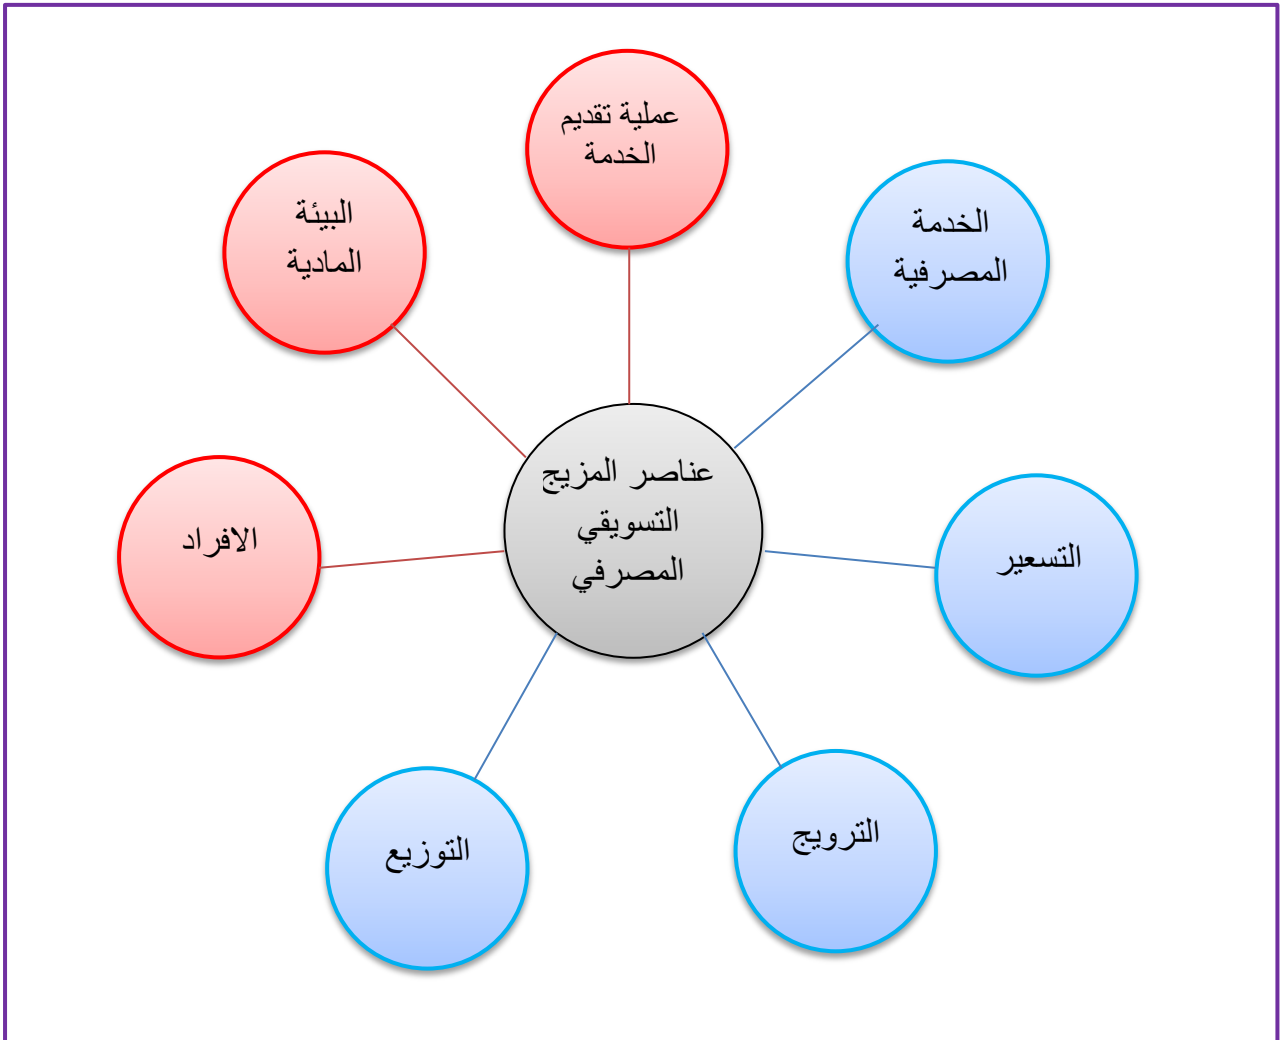 عملية تقديم
الخدمة
الخدمة
المصرفية
البيئة
المادية
عناصر المزيج
التسويقي
المصرفي
التسعير
الافراد
الترويج
التوزيع